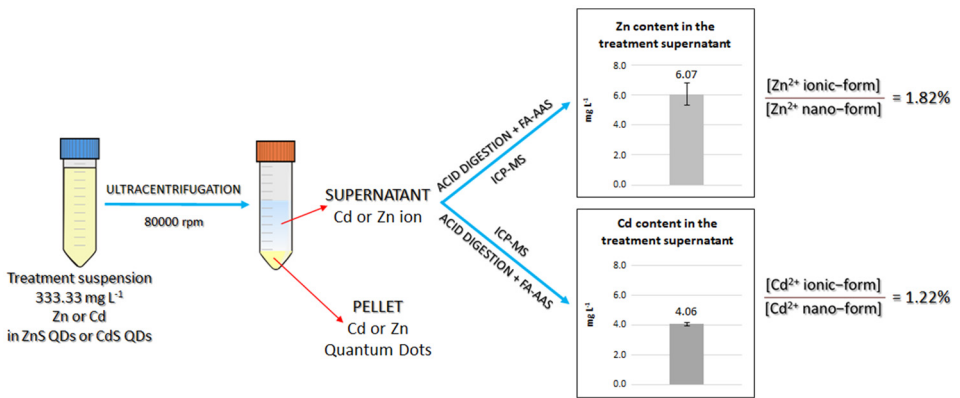 ULTRACENTRIFUGATION
80000 rpm
Treatment suspension
333.33 mg L⁻¹
Zn or Cd
in ZnS QDs or CdS QDs
SUPERNATANT
Cd or Zn ion
PELLET
Cd or Zn
Quantum Dots
ACID DIGESTION + FA-AAS
ICP-MS
ICP-MS
ACID DIGESTION + FA-AAS
Zn content in the
treatment supernatant
8.0
6.0
4.0
2.0
0.0
mg L⁻¹
6.07
[Zn²⁺ ionic–form]
[Zn²⁺ nano–form]
= 1.82%
Cd content in the
treatment supernatant
8.0
6.0
4.0
2.0
0.0
mg L⁻¹
4.06
[Cd²⁺ ionic–form]
[Cd²⁺ nano–form]
= 1.22%